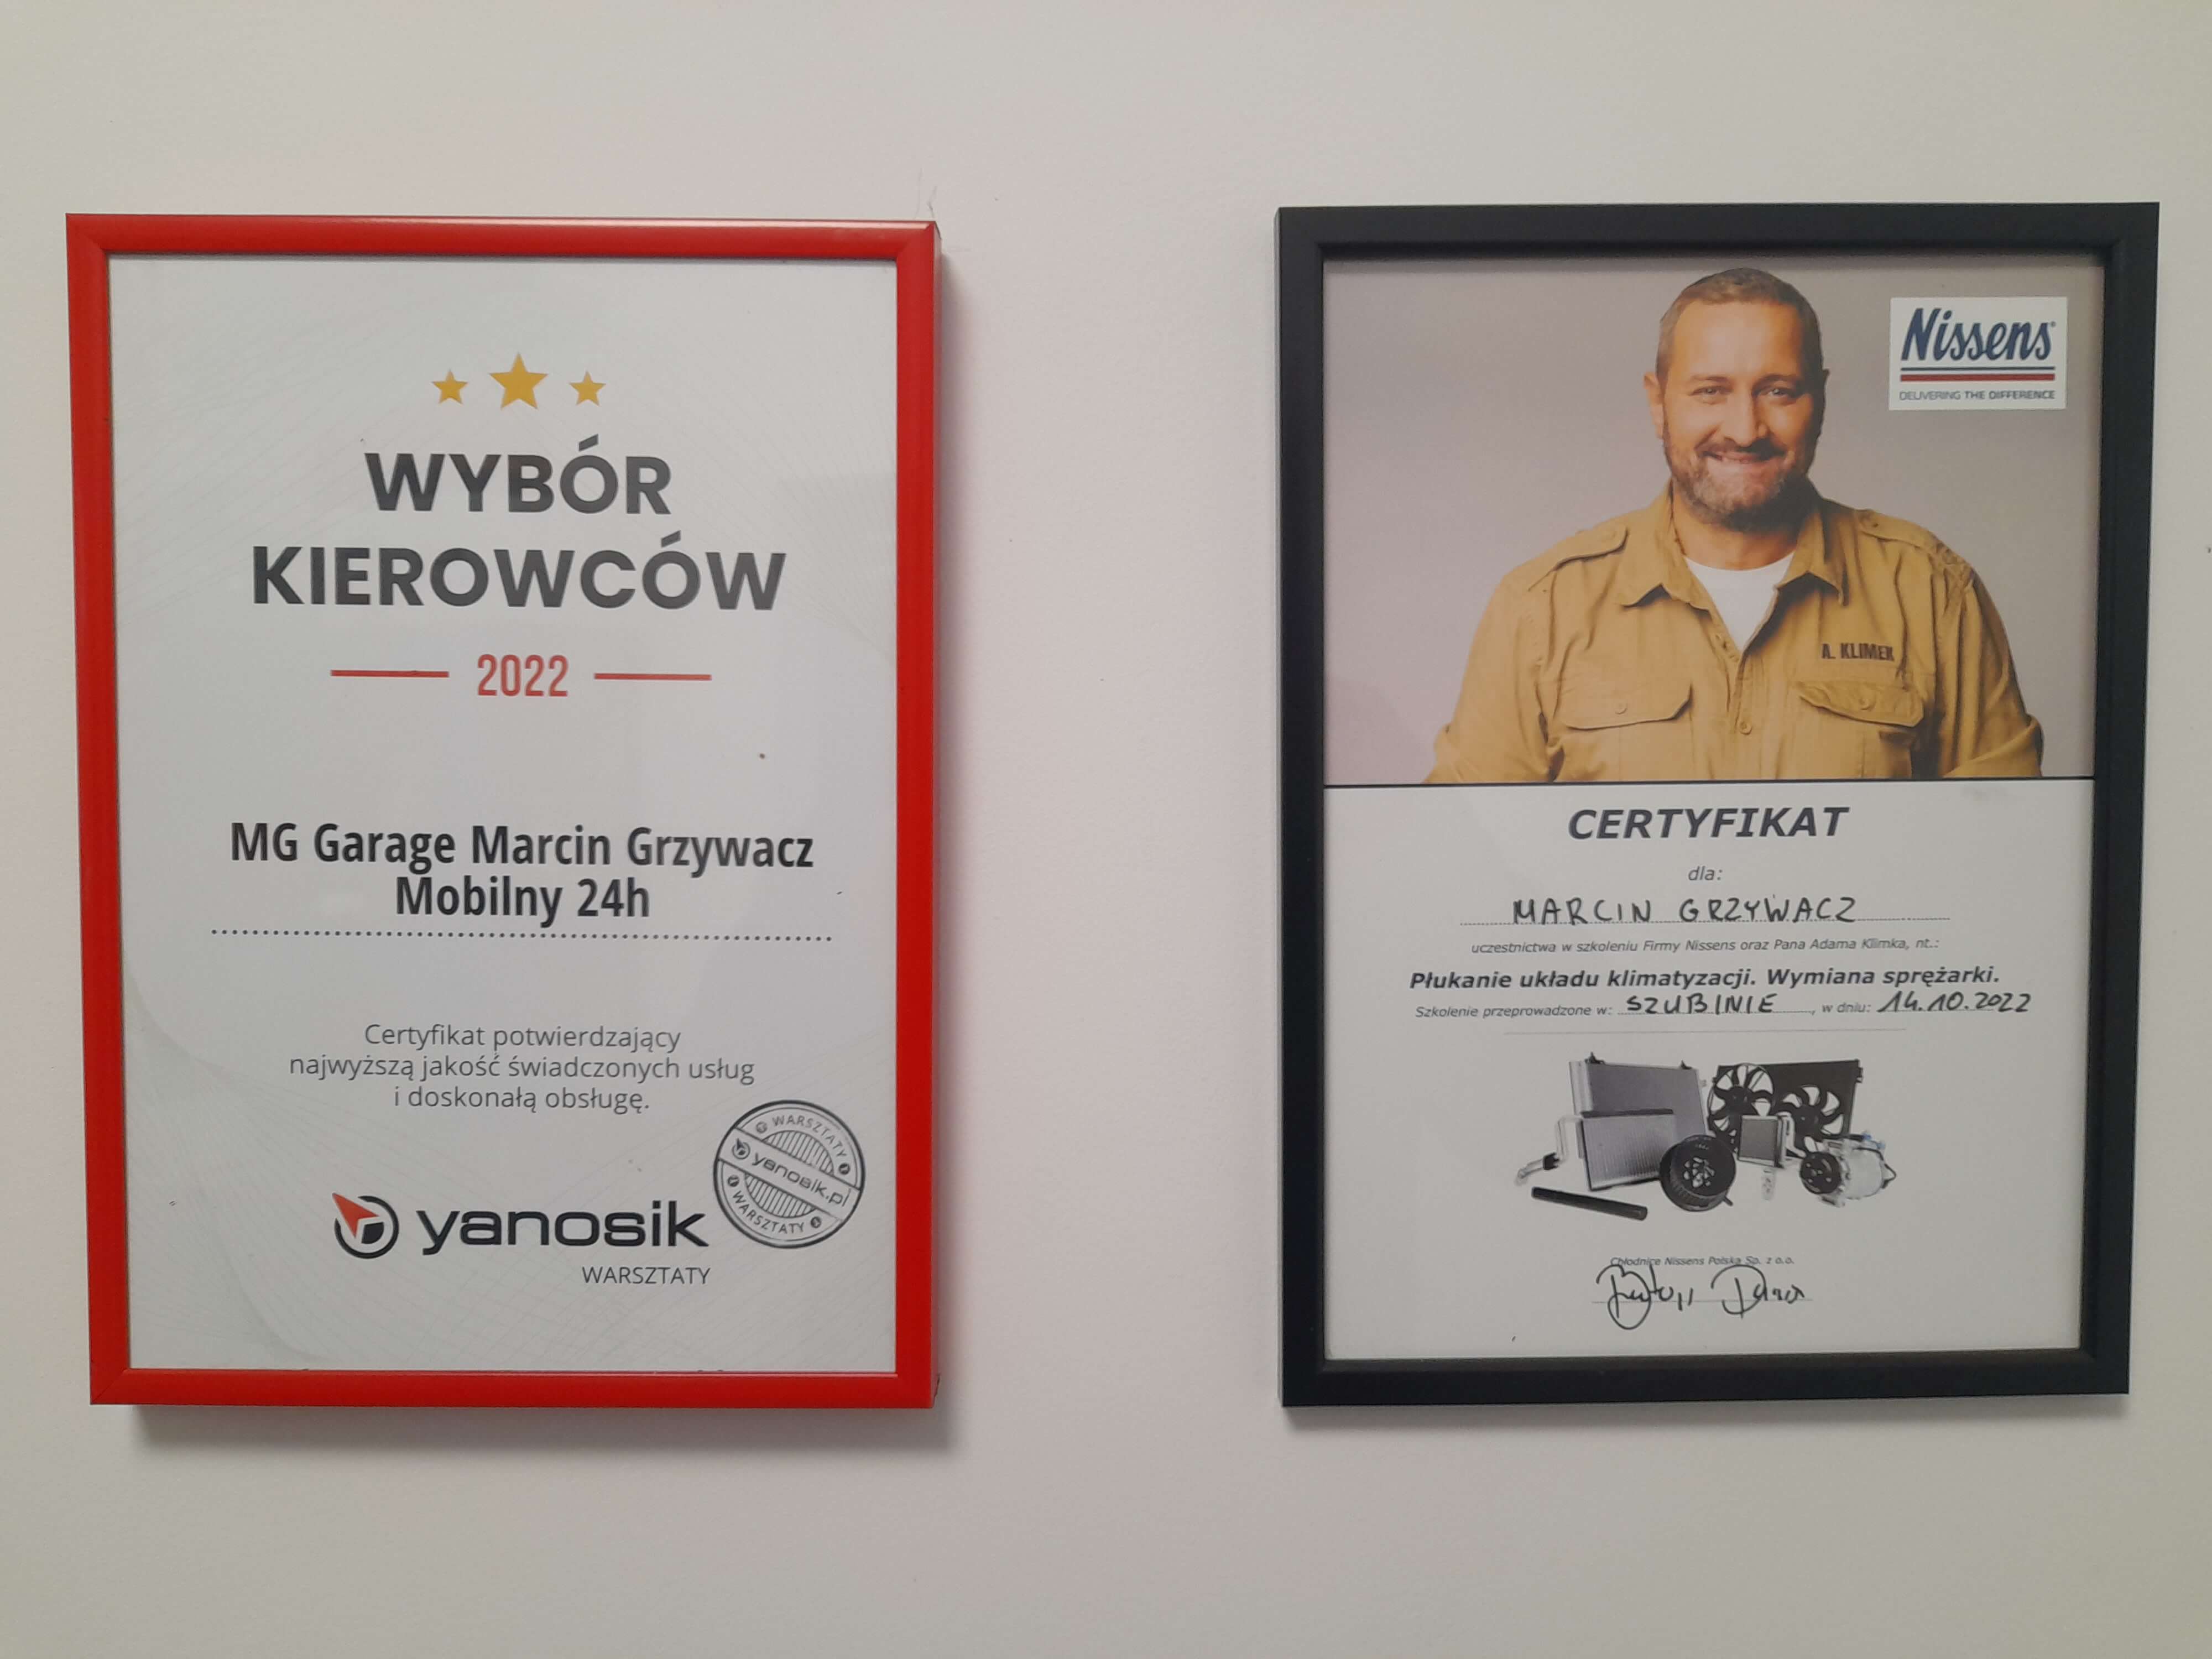 WYBÓR
KIEROWCÓW
2022
MG Garage Marcin Grzywacz
Mobilny 24h
Certyfikat potwierdzający
najwyższą jakość świadczonych usług
i doskonałą obsługę.
WARSZTATY
yanosik.pl
WARSZTATY
yanosik
WARSZTATY
Nissens
DELIVERING THE DIFFERENCE
A. KLIMEK
CERTYFIKAT
dla:
MARCIN GRZYWACZ
uczestnictwa w szkoleniu Firmy Nissens oraz Pana Adama Klimka, nt.:
Płukanie układu klimatyzacji. Wymiana sprężarki.
Szkolenie przeprowadzone w: SZUBINIE, w dniu: 14.10.2022
Chłodnice Nissens Polska Sp. z o.o.